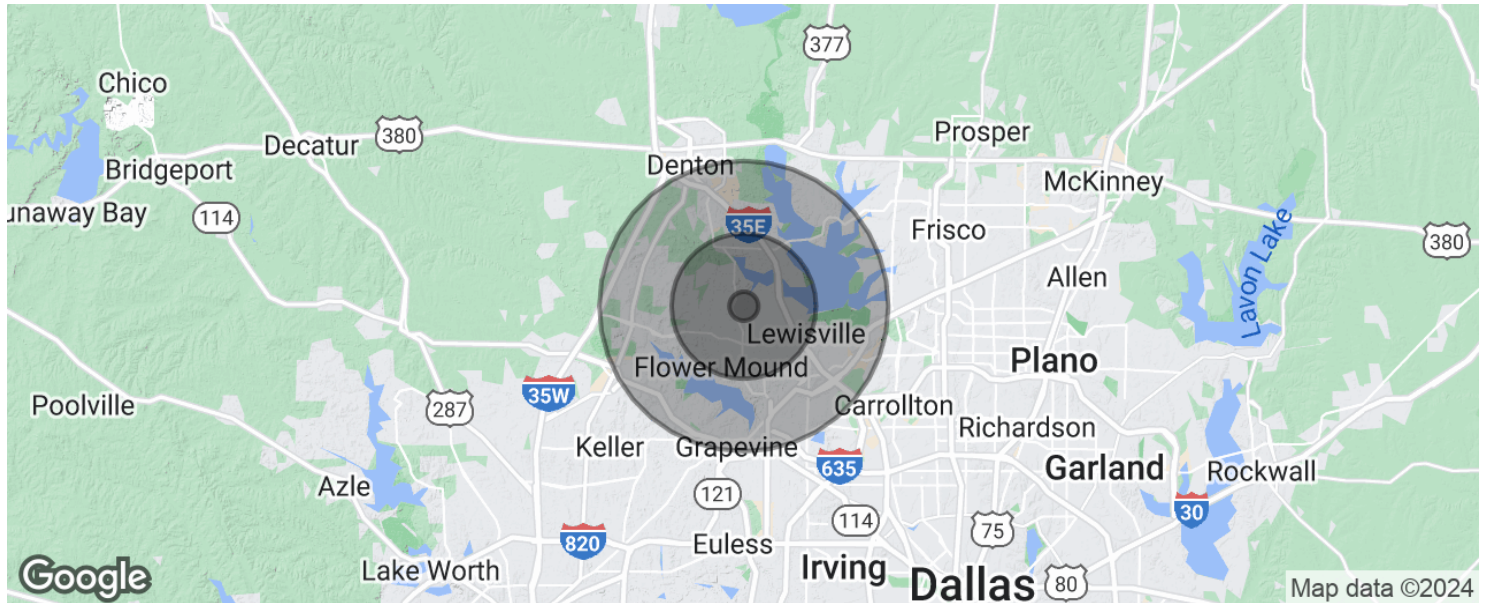 377
Chico
Prosper
380
Decatur
Denton
Bridgeport
McKinney
unaway Bay
114
35E
Frisco
380
Allen
Lavon Lake
Lewisville
Plano
Flower Mound
35W
Poolville
287
Carrollton
Richardson
Keller
Grapevine
635
Garland
Rockwall
Azle
121
114
75
30
820
Euless
Lake Worth
Irving
Dallas
80
Google
Map data ©2024